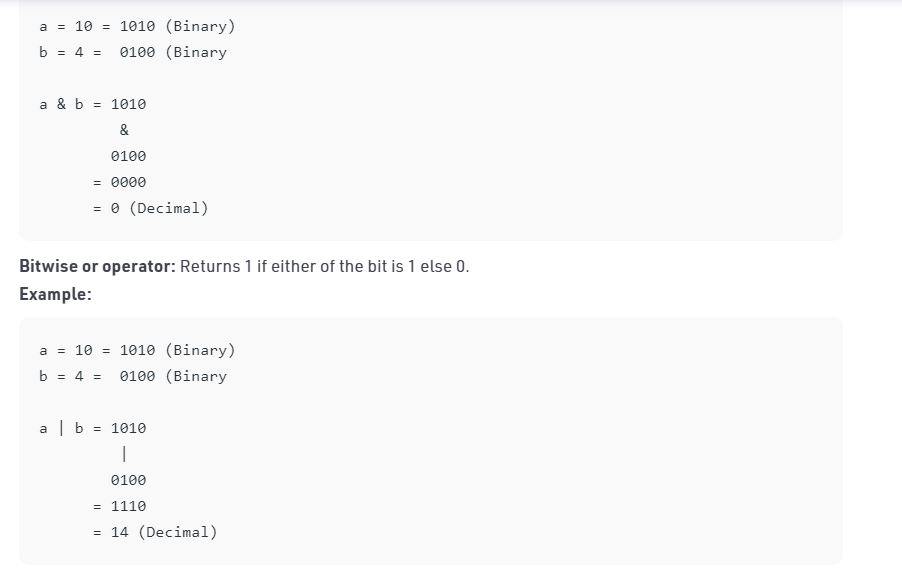 a = 10 = 1010 (Binary)
b = 4 =  0100 (Binary
a & b = 1010
&
0100
= 0000
= 0 (Decimal)
Bitwise or operator: Returns 1 if either of the bit is 1 else 0.
Example:
a = 10 = 1010 (Binary)
b = 4 =  0100 (Binary
a | b = 1010
|
0100
= 1110
= 14 (Decimal)